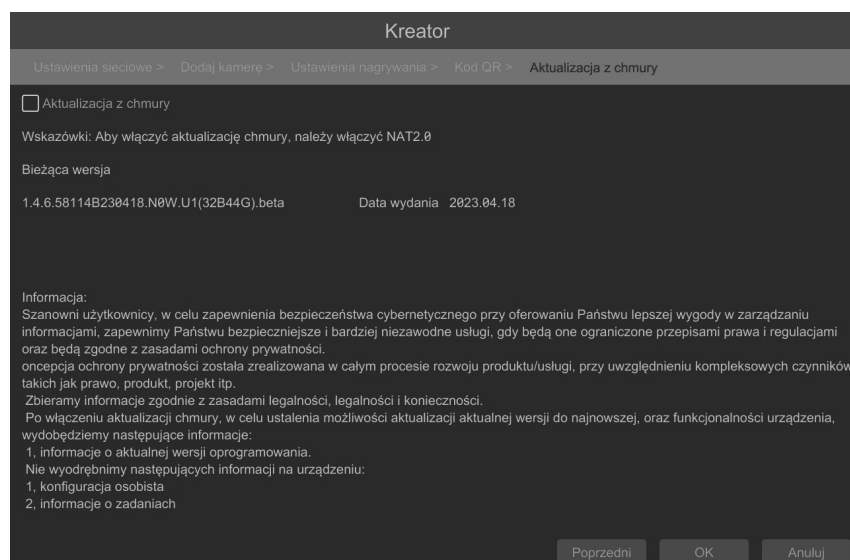 Kreator
Ustawienia sieciowe > Dodaj kamerę > Ustawienia nagrywania > Kod QR > Aktualizacja z chmury
Aktualizacja z chmury
Wskazówki: Aby włączyć aktualizację chmury, należy włączyć NAT2.0
Bieżąca wersja
1.4.6.58114B230418.N0W.U1(32B44G).beta Data wydania 2023.04.18
Informacja:
Szanowni użytkownicy, w celu zapewnienia bezpieczeństwa cybernetycznego przy oferowaniu Państwu lepszej wygody w zarządzaniu
informacjami, zapewnimy Państwu bezpieczniejsze i bardziej niezawodne usługi, gdy będą one ograniczone przepisami prawa i regulacjami
oraz będą zgodne z zasadami ochrony prywatności.
oncepcja ochrony prywatności została zrealizowana w całym procesie rozwoju produktu/usługi, przy uwzględnieniu kompleksowych czynników
takich jak prawo, produkt, projekt itp.
Zbieramy informacje zgodnie z zasadami legalności, legalności i konieczności.
Po włączeniu aktualizacji chmury, w celu ustalenia możliwości aktualizacji aktualnej wersji do najnowszej, oraz funkcjonalności urządzenia,
wydobędziemy następujące informacje:
1, informacje o aktualnej wersji oprogramowania.
Nie wyodrębnimy następujących informacji na urządzeniu:
1, konfiguracja osobista
2, informacje o zadaniach
Poprzedni OK Anuluj